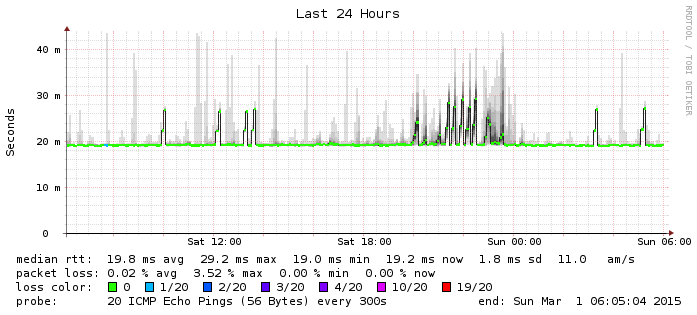 Last 24 Hours
RRDTOOL / TOBI OETIKER
Seconds
40 m
30 m
20 m
10 m
0
Sat 12:00 Sat 18:00 Sun 00:00 Sun 06:00
median rtt: 19.8 ms avg 29.2 ms max 19.0 ms min 19.2 ms now 1.8 ms sd 11.0 am/s
packet loss: 0.02 % avg 3.52 % max 0.00 % min 0.00 % now
loss color: 0 1/20 2/20 3/20 4/20 10/20 19/20
probe: 20 ICMP Echo Pings (56 Bytes) every 300s end: Sun Mar 1 06:05:04 2015